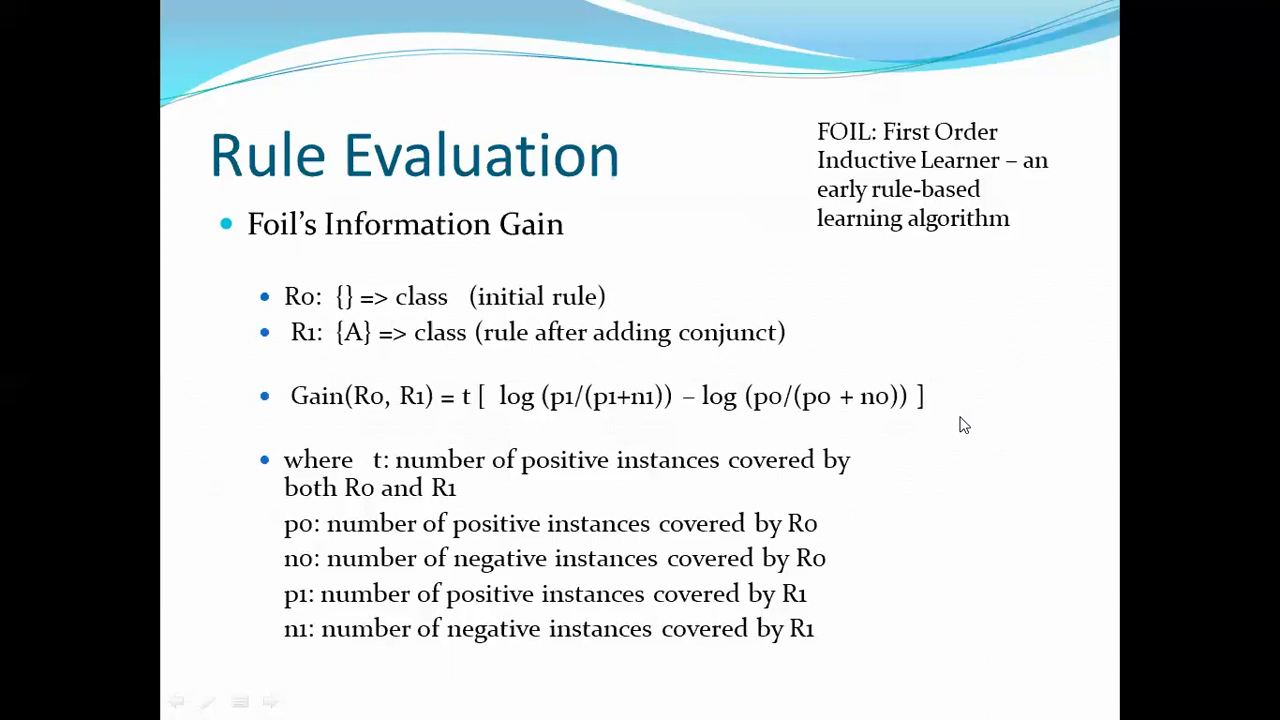 Rule Evaluation
FOIL: First Order
Inductive Learner – an
early rule-based
learning algorithm
Foil's Information Gain
R0: {} => class (initial rule)
R1: {A} => class (rule after adding conjunct)
Gain(R0, R1) = t [ log (p1/(p1+n1)) – log (p0/(p0 + n0)) ]
where t: number of positive instances covered by
both R0 and R1
p0: number of positive instances covered by R0
n0: number of negative instances covered by R0
p1: number of positive instances covered by R1
n1: number of negative instances covered by R1